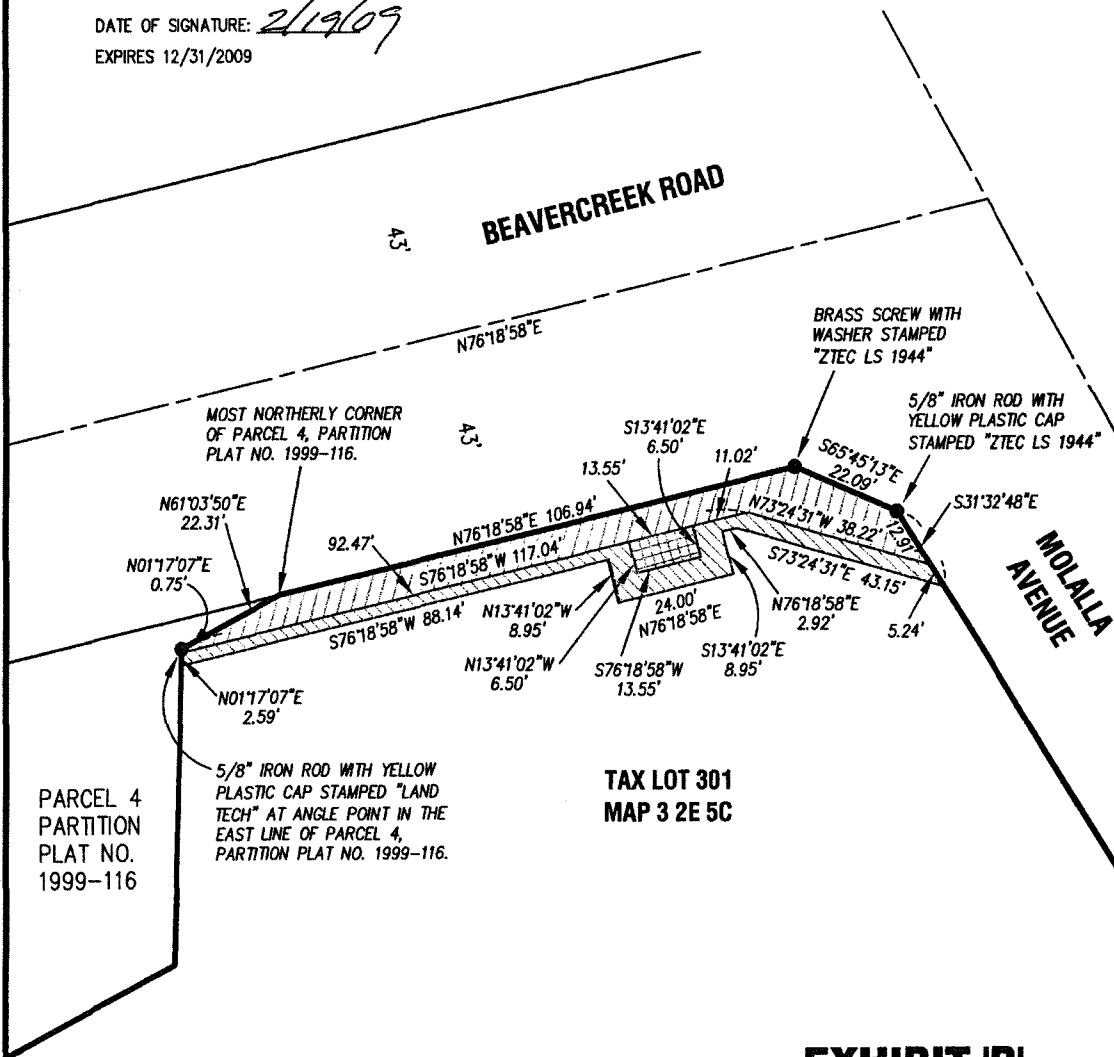 DATE OF SIGNATURE: 2/19/09
EXPIRES 12/31/2009
BEAVERCREEK ROAD
43'
N76°18'58"E
BRASS SCREW WITH
WASHER STAMPED
"ZTEC LS 1944"
5/8" IRON ROD WITH
YELLOW PLASTIC CAP
STAMPED "ZTEC LS 1944"
MOST NORTHERLY CORNER
OF PARCEL 4, PARTITION
PLAT NO. 1999-116.
43'
S13°41'02"E
6.50'
13.55'
11.02'
S65°45'13"E
22.09'
S31°32'48"E
N61°03'50"E
22.31'
N76°18'58"E 106.94'
N73°24'31"W 38.22'
12.91'
N01°17'07"E
0.75'
92.47'
S76°18'58"W 117.04'
S73°24'31"E 43.15'
MOLALLA
AVENUE
S76°18'58"W 88.14'
N13°41'02"W
8.95'
24.00'
N76°18'58"E
N76°18'58"E
2.92'
5.24'
N13°41'02"W
6.50'
S76°18'58"W
13.55'
S13°41'02"E
8.95'
N01°17'07"E
2.59'
5/8" IRON ROD WITH YELLOW
PLASTIC CAP STAMPED "LAND
TECH" AT ANGLE POINT IN THE
EAST LINE OF PARCEL 4,
PARTITION PLAT NO. 1999-116.
TAX LOT 301
MAP 3 2E 5C
PARCEL 4
PARTITION
PLAT NO.
1999-116
EXHIBIT 'B'